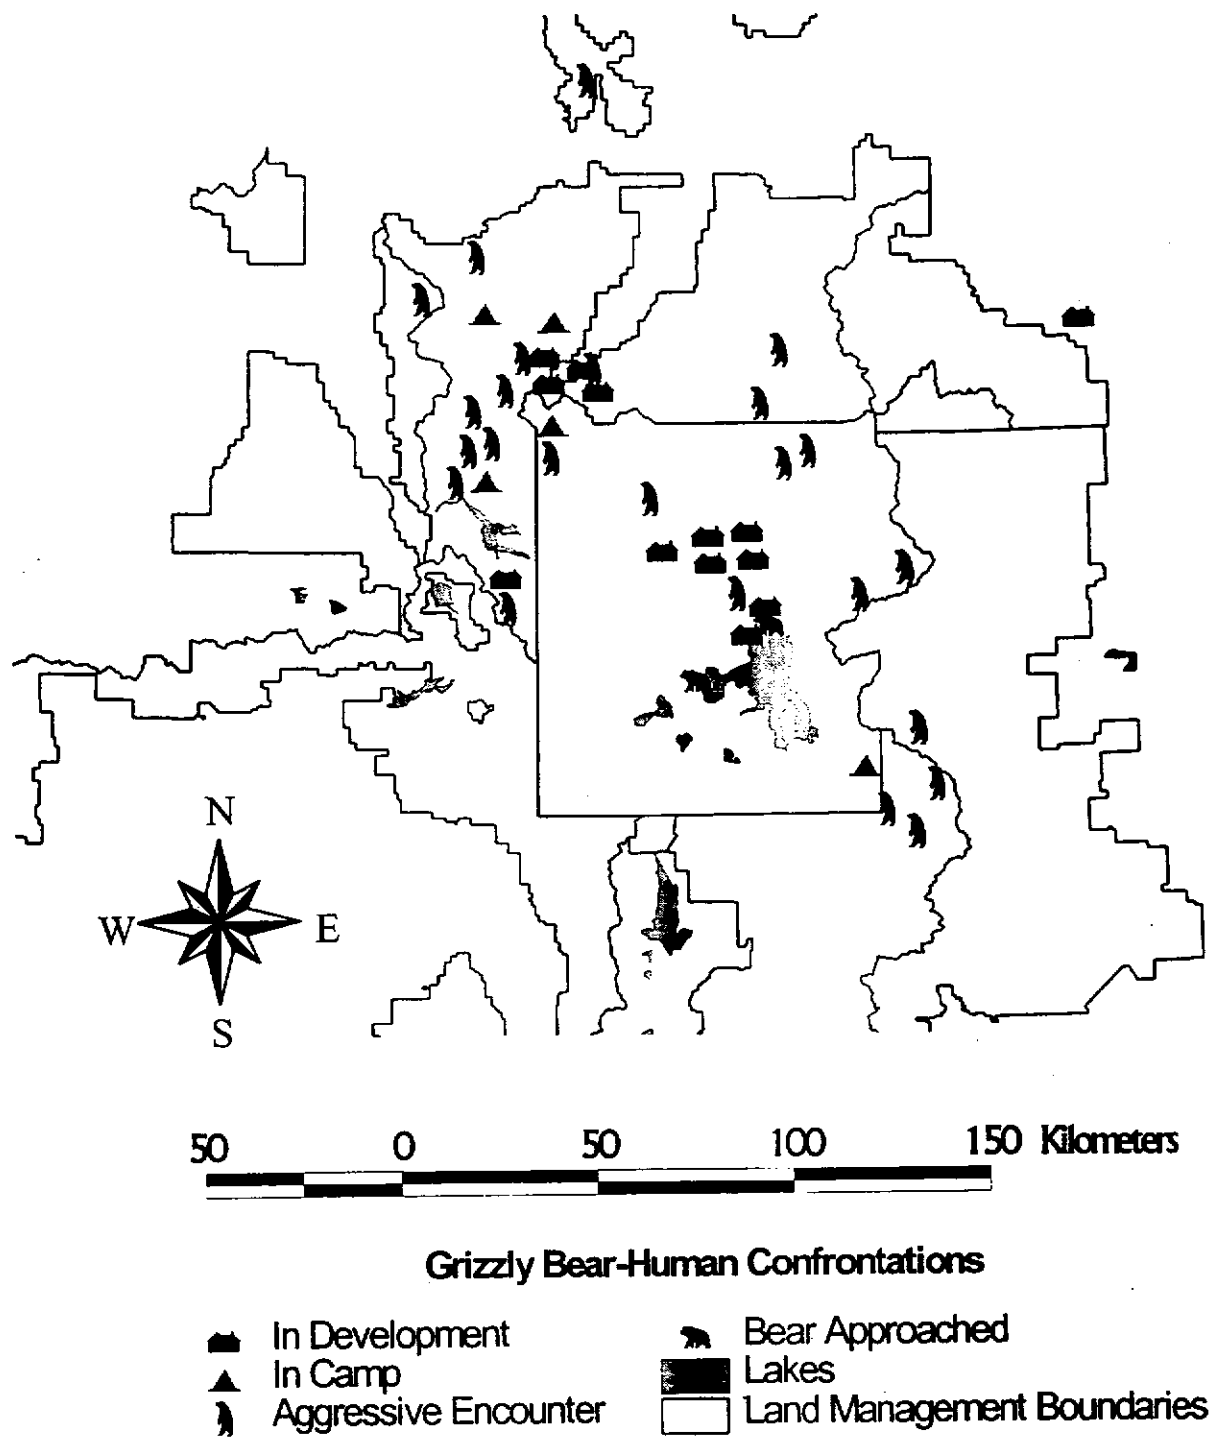 N
W E
S
50 0 50 100 150 Kilometers
Grizzly Bear-Human Confrontations
In Development
In Camp
Aggressive Encounter
Bear Approached
Lakes
Land Management Boundaries